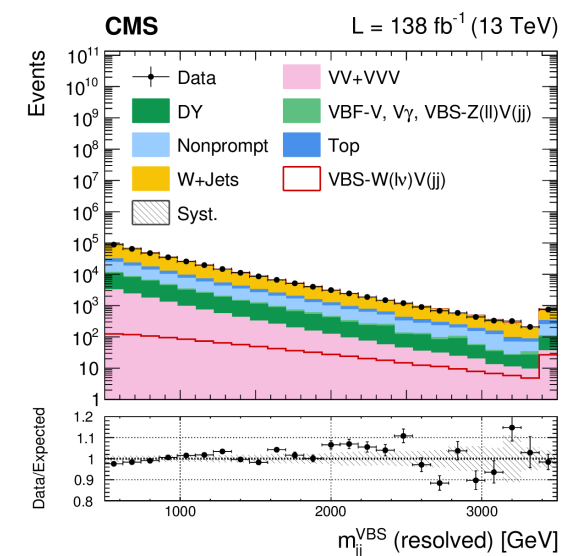 CMS L = 138 fb⁻¹ (13 TeV)
Events
10¹¹
10¹⁰
10⁹
10⁸
10⁷
10⁶
10⁵
10⁴
10³
10²
10
1
Data VV+VVV
DY VBF-V, Vγ, VBS-Z(ll)V(jj)
Nonprompt Top
W+Jets VBS-W(lν)V(jj)
Syst.
Data/Expected
1.2
1.1
1
0.9
0.8
1000 2000 3000
m_jj^VBS (resolved) [GeV]